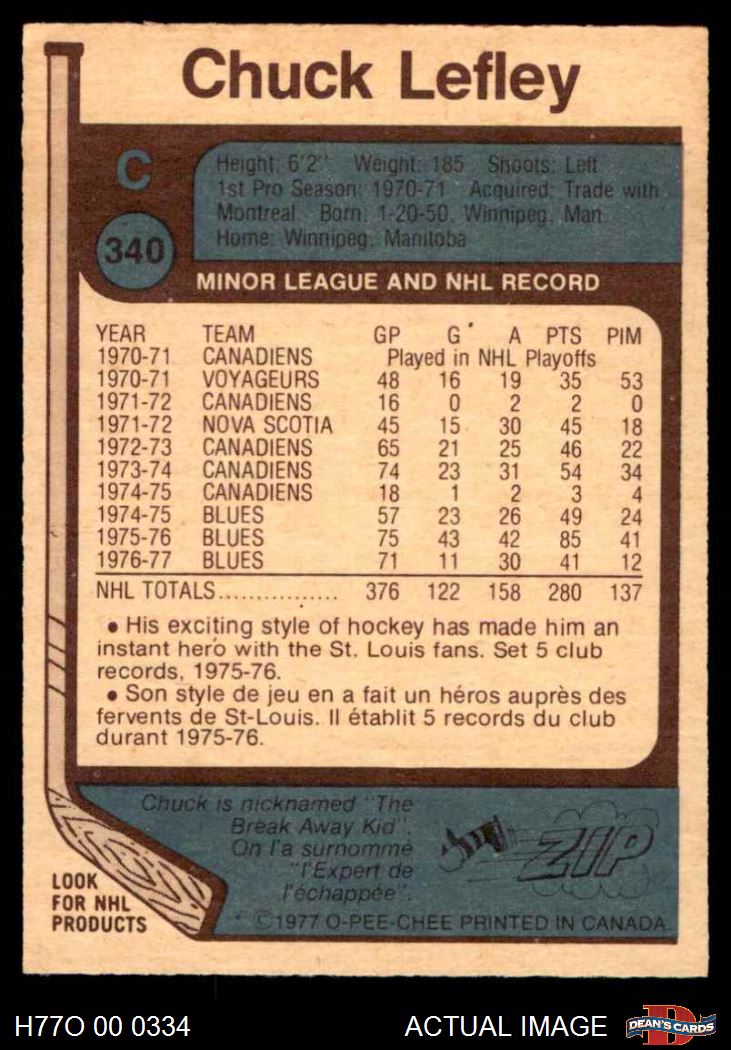 Chuck Lefley
C
340
Height: 6'2" Weight: 185 Shoots: Left
1st Pro Season: 1970-71 Acquired: Trade with
Montreal Born: 1-20-50, Winnipeg, Man.
Home: Winnipeg, Manitoba
MINOR LEAGUE AND NHL RECORD
YEAR TEAM GP G A PTS PIM
1970-71 CANADIENS Played in NHL Playoffs
1970-71 VOYAGEURS 48 16 19 35 53
1971-72 CANADIENS 16 0 2 2 0
1971-72 NOVA SCOTIA 45 15 30 45 18
1972-73 CANADIENS 65 21 25 46 22
1973-74 CANADIENS 74 23 31 54 34
1974-75 CANADIENS 18 1 2 3 4
1974-75 BLUES 57 23 26 49 24
1975-76 BLUES 75 43 42 85 41
1976-77 BLUES 71 11 30 41 12
NHL TOTALS................ 376 122 158 280 137
• His exciting style of hockey has made him an
instant hero with the St. Louis fans. Set 5 club
records, 1975-76.
• Son style de jeu en a fait un héros auprès des
fervents de St-Louis. Il établit 5 records du club
durant 1975-76.
Chuck is nicknamed "The
Break Away Kid".
On l'a surnommé
"l'Expert de
l'échappée".
ZIP
LOOK
FOR NHL
PRODUCTS
©1977 O-PEE-CHEE PRINTED IN CANADA
H77O 00 0334 ACTUAL IMAGE
D
DEAN'S CARDS